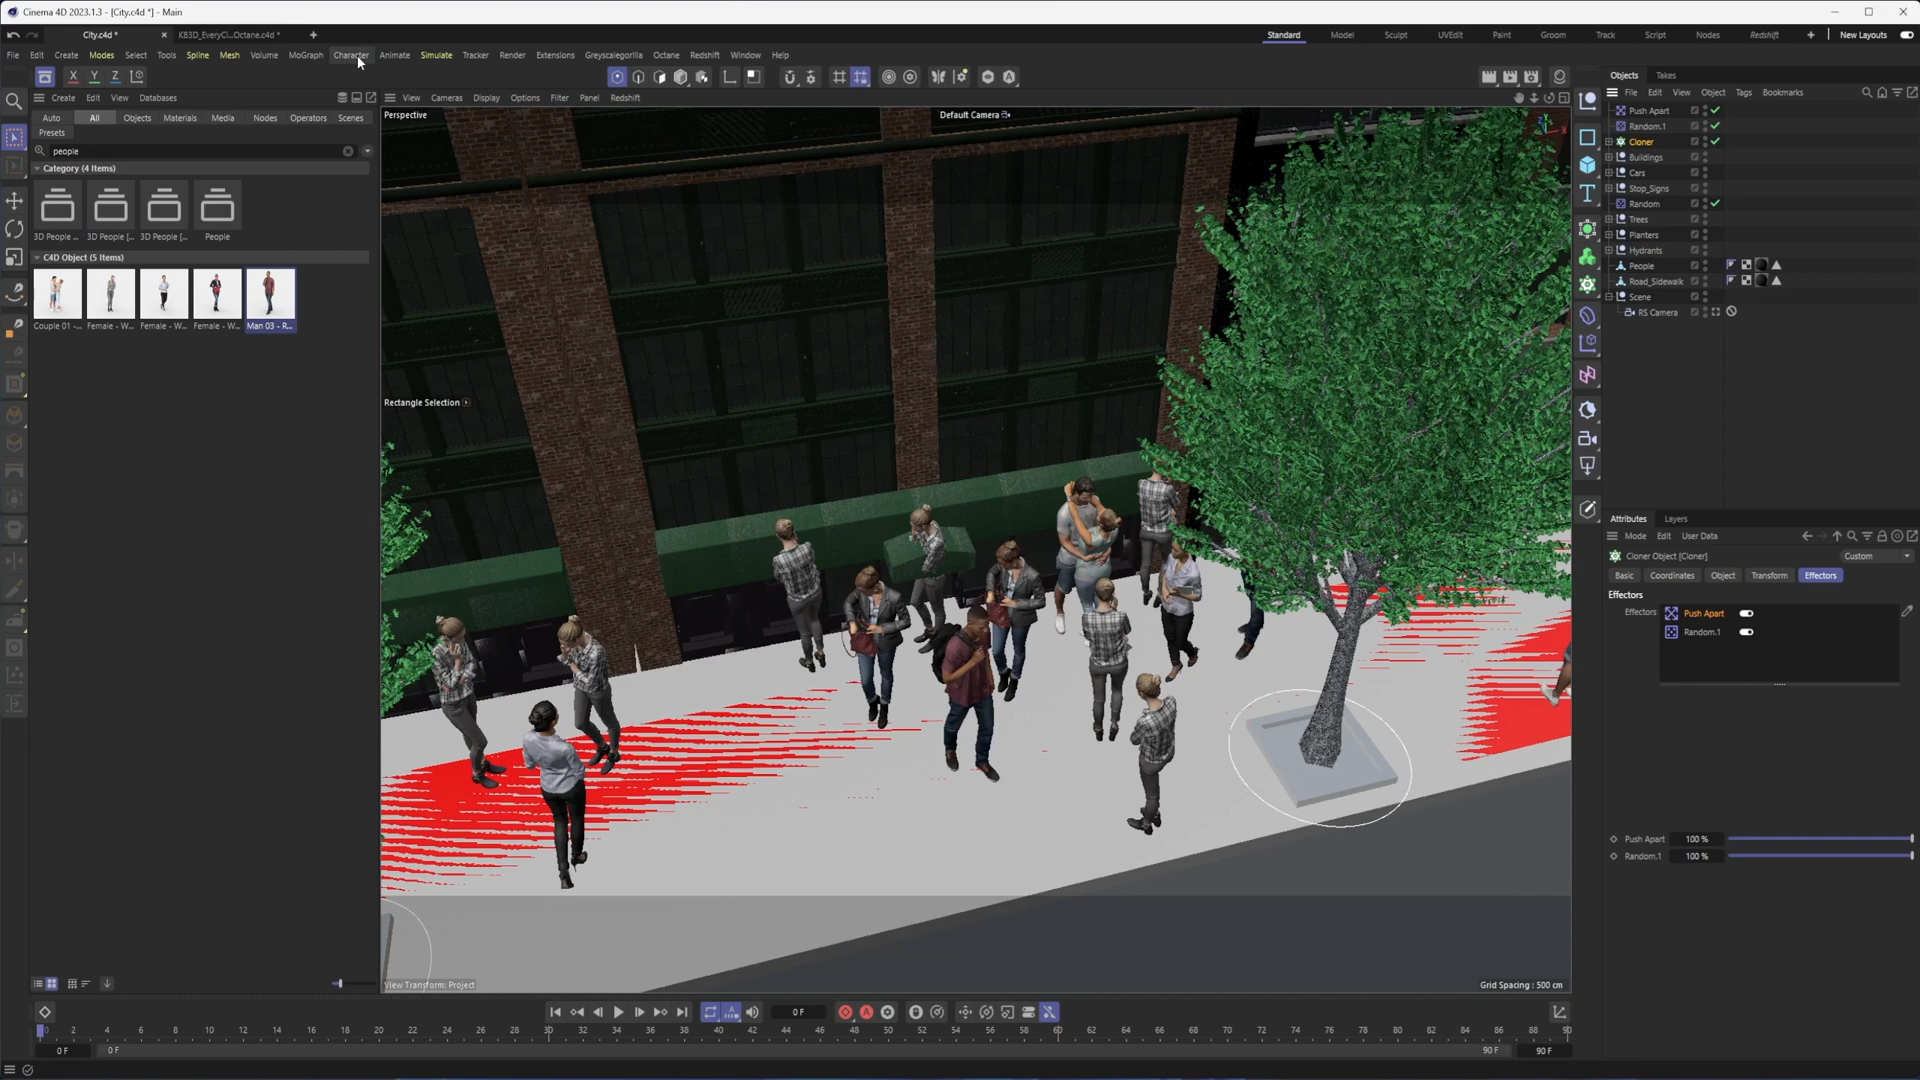 Cinema 4D 2023.1.3 - [City.c4d *] - Main
City.c4d * KB3D_EveryCi...Octane.c4d * Standard Model Sculpt UVEdit Paint Groom Track Script Nodes Redshift New Layouts
File Edit Create Modes Select Tools Spline Mesh Volume MoGraph Character Animate Simulate Tracker Render Extensions Greyscalegorilla Octane Redshift Window Help
X Y Z
Create Edit View Databases
View Cameras Display Options Filter Panel Redshift
Auto All Objects Materials Media Nodes Operators Scenes
Presets
people
Category (4 Items)
3D People ... 3D People [... 3D People [... People
C4D Object (5 Items)
Couple 01 -... Female - W... Female - W... Female - W... Man 03 - R...
Perspective
Default Camera
Rectangle Selection
View Transform: Project
Grid Spacing : 500 cm
Objects Takes
File Edit View Object Tags Bookmarks
Push Apart
Random.1
Cloner
Buildings
Cars
Stop_Signs
Random
Trees
Planters
Hydrants
People
Road_Sidewalk
Scene
RS Camera
Attributes Layers
Mode Edit User Data
Cloner Object [Cloner] Custom
Basic Coordinates Object Transform Effectors
Effectors
Effectors Push Apart
Random.1
Push Apart 100 %
Random.1 100 %
0 F
0 2 4 6 8 10 12 14 16 18 20 22 24 26 28 30 32 34 36 38 40 42 44 46 48 50 52 54 56 58 60 62 64 66 68 70 72 74 76 78 80 82 84 86 88 90
0 F 0 F 90 F 90 F